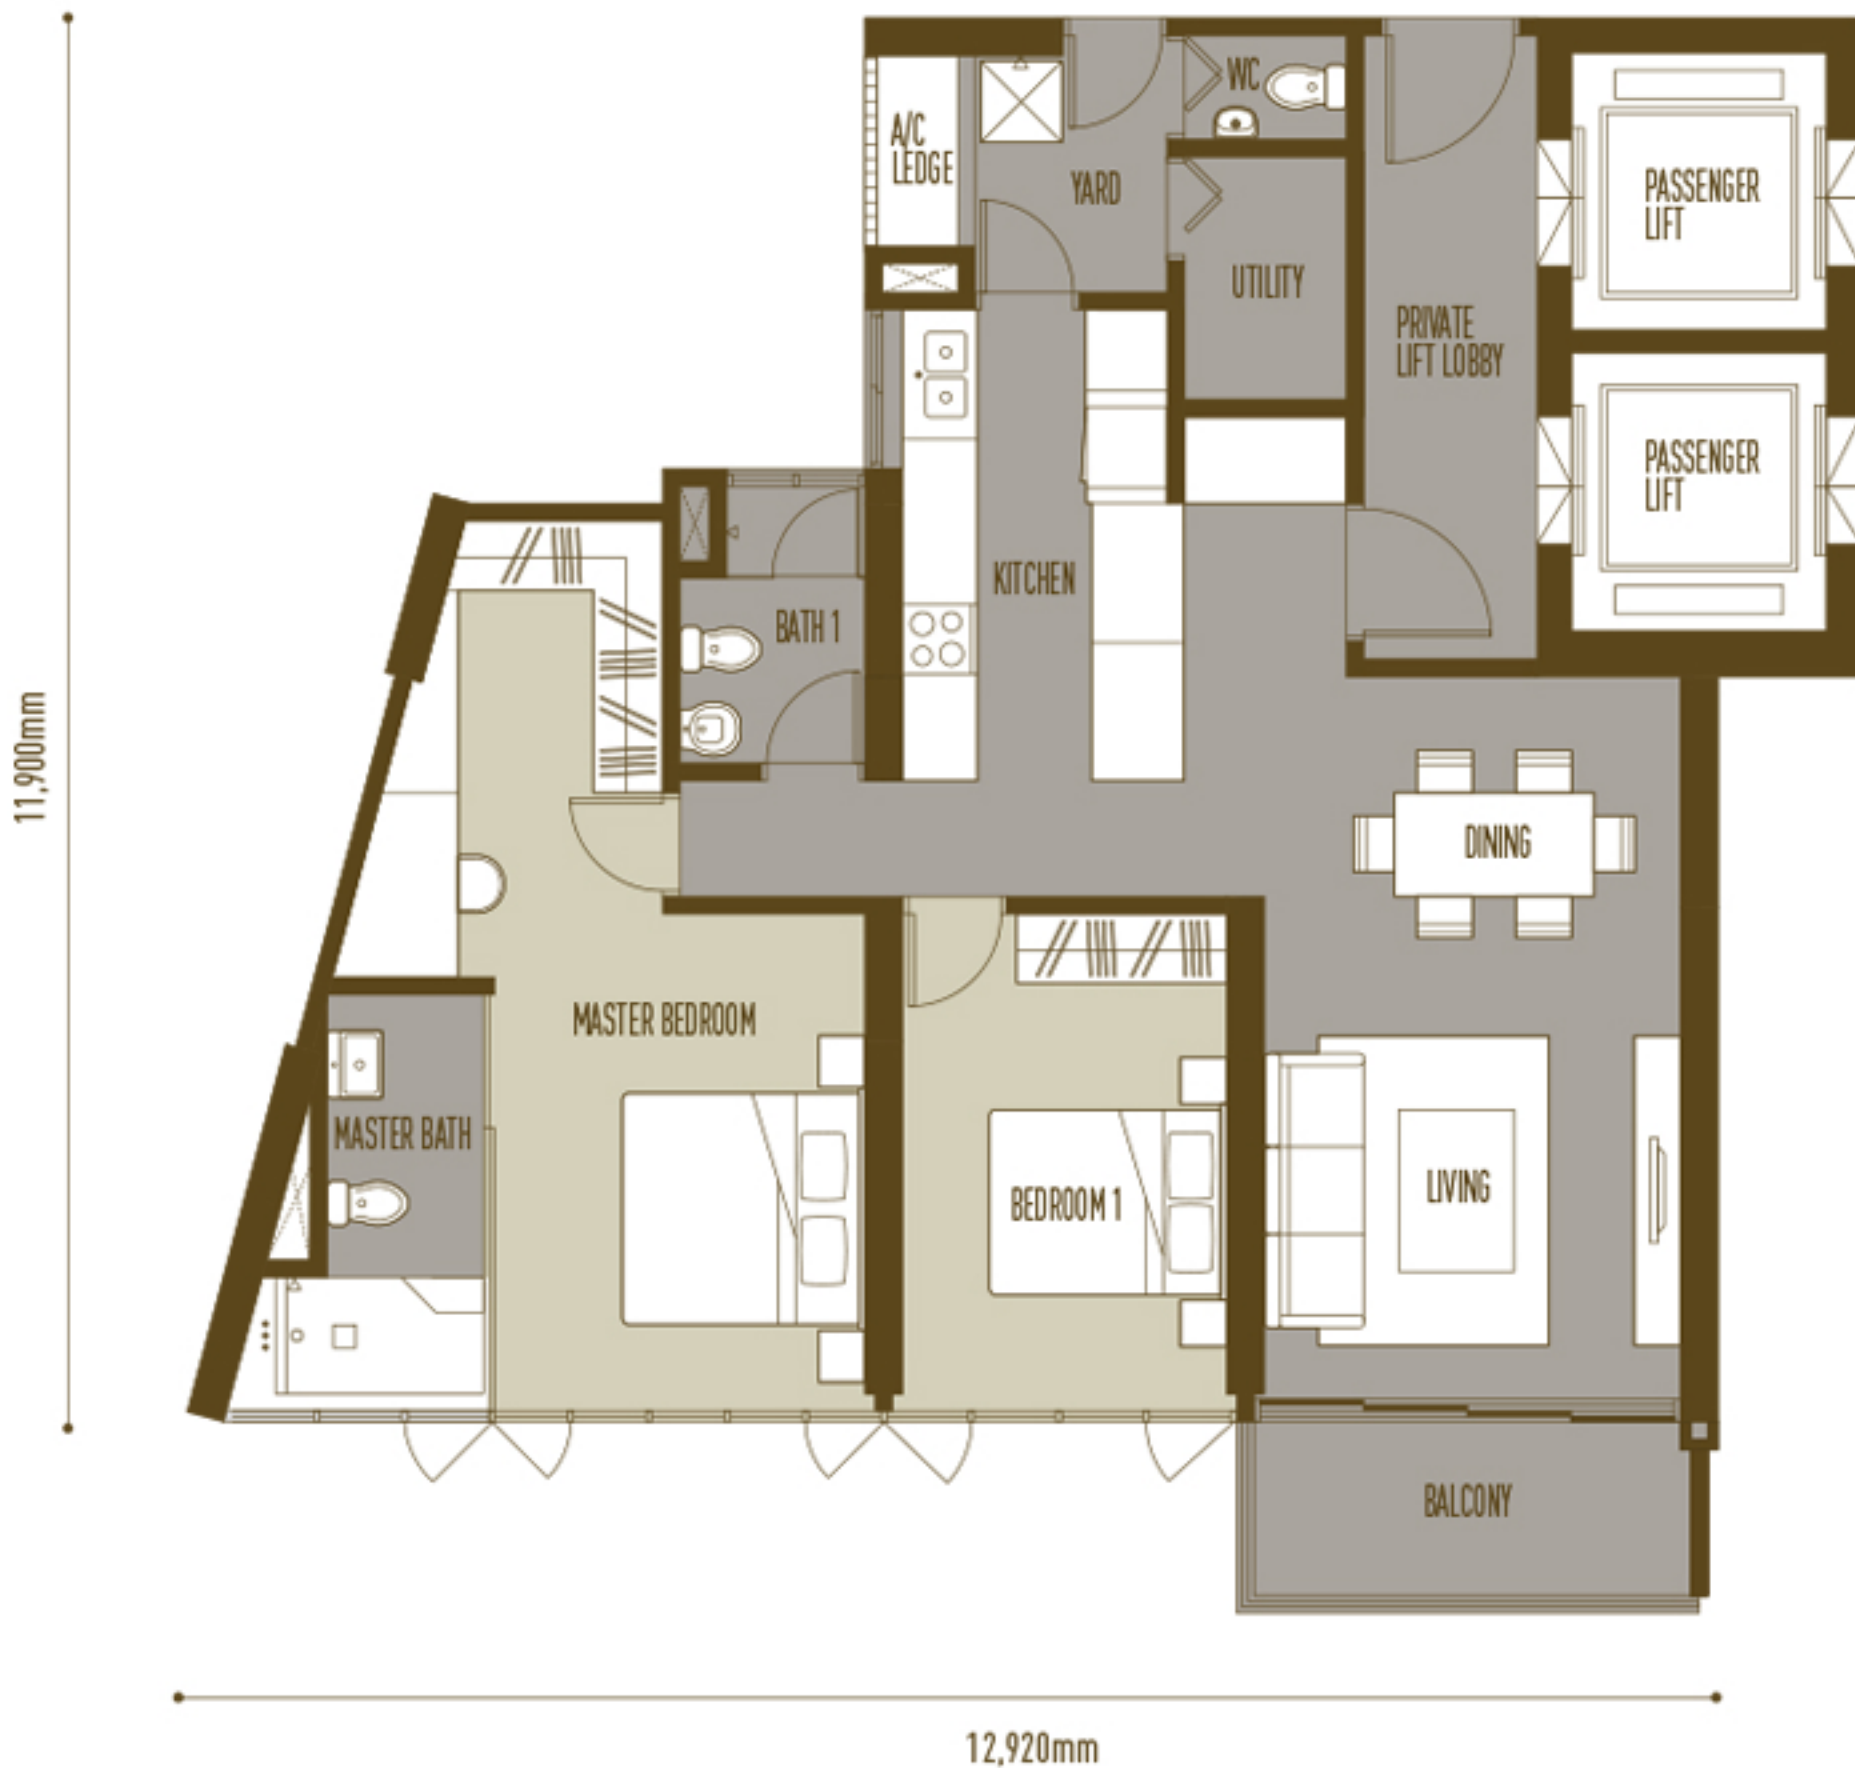 WC
A/C
LEDGE
YARD
PASSENGER
LIFT
UTILITY
PRIVATE
LIFT LOBBY
PASSENGER
LIFT
KITCHEN
BATH 1
11,900mm
DINING
MASTER BEDROOM
MASTER BATH
BEDROOM 1
LIVING
BALCONY
12,920mm